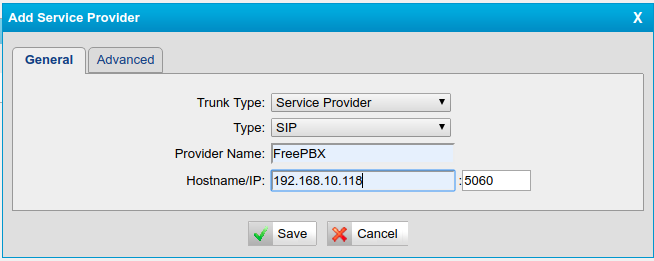 Add Service Provider X
General Advanced
Trunk Type: Service Provider
Type: SIP
Provider Name: FreePBX
Hostname/IP: 192.168.10.118 :5060
Save Cancel